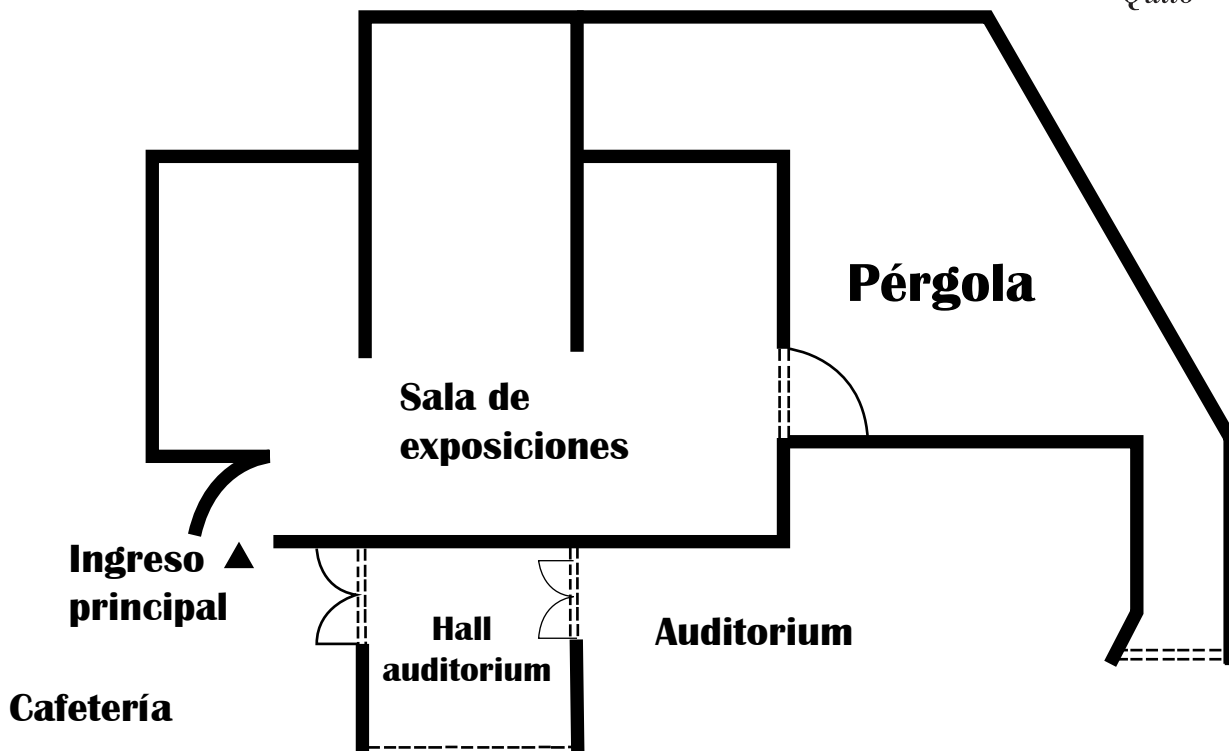 Pérgola
Sala de
exposiciones
Ingreso
principal
Hall
auditorium
Auditorium
Cafetería